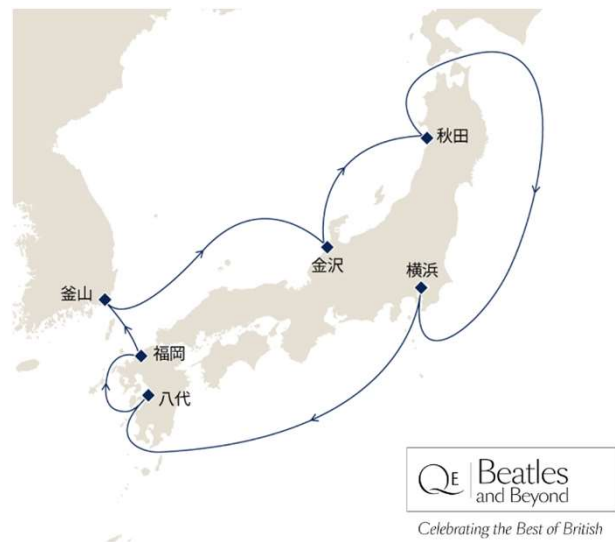 秋田
金沢
横浜
釜山
福岡
八代
QE Beatles
and Beyond
Celebrating the Best of British